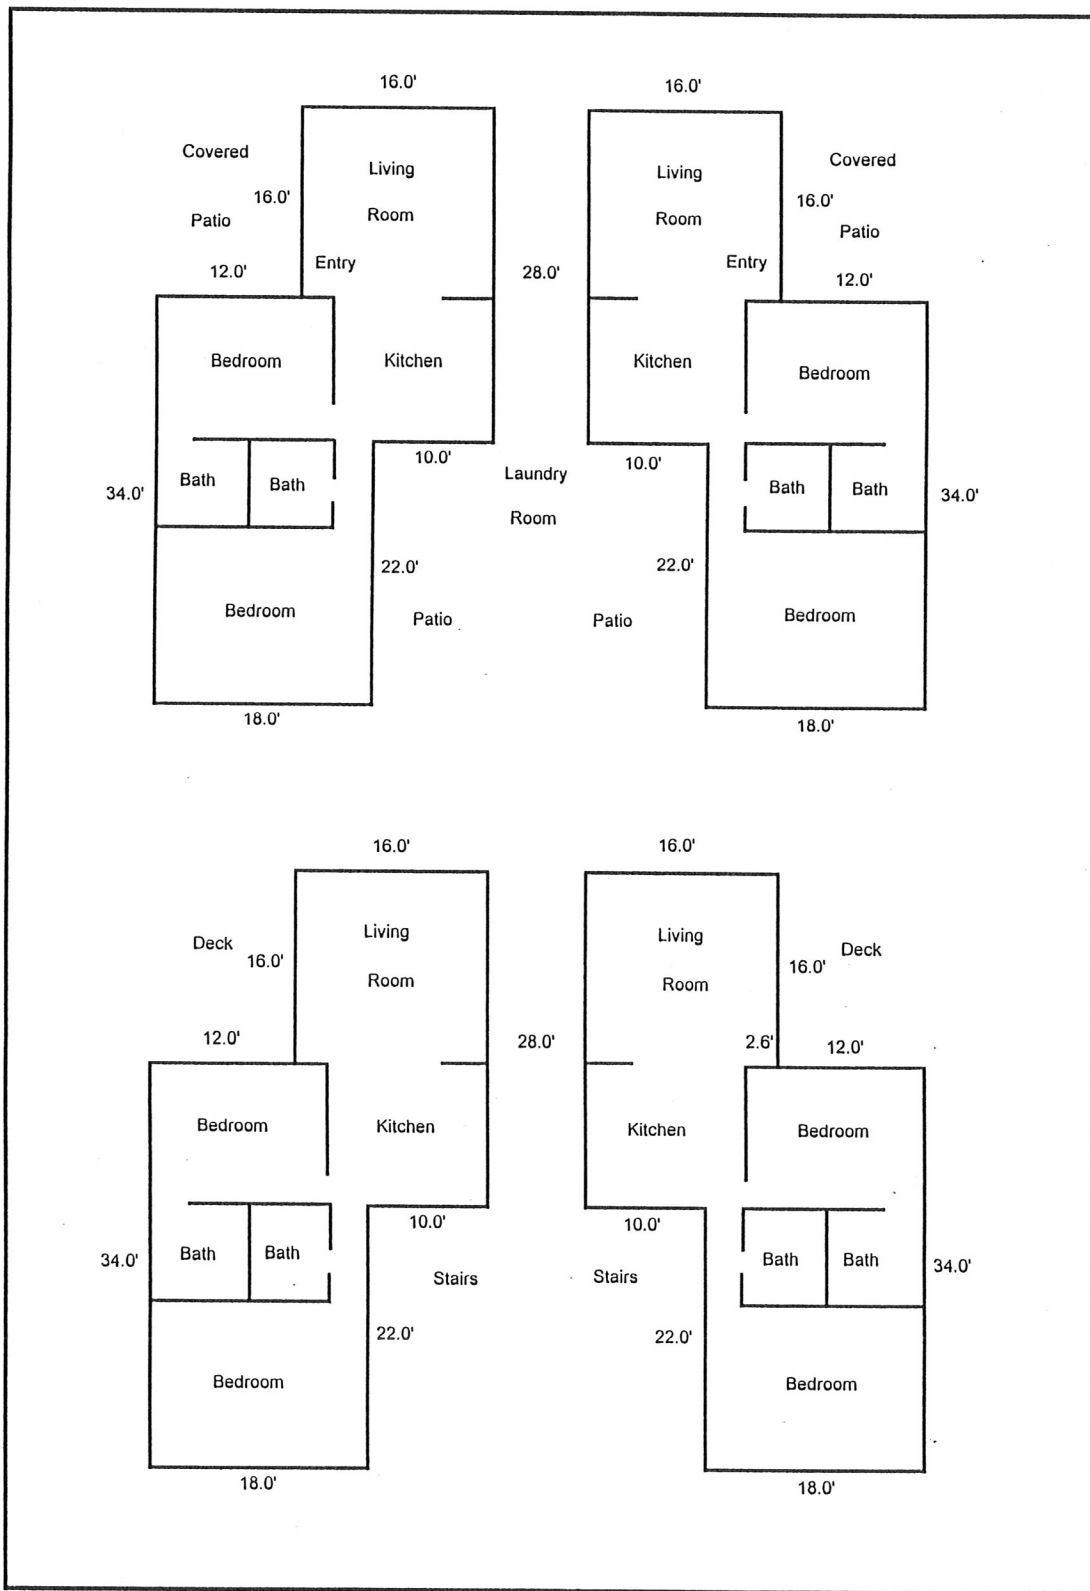 16.0'
16.0'
Covered
Living
Living
Covered
16.0'
16.0'
Patio
Room
Room
Patio
Entry
Entry
12.0'
28.0'
12.0'
Bedroom
Kitchen
Kitchen
Bedroom
10.0'
10.0'
Laundry
Room
Bath
Bath
Bath
Bath
34.0'
34.0'
22.0'
22.0'
Bedroom
Patio
Patio
Bedroom
18.0'
18.0'
16.0'
16.0'
Living
Living
Deck
Deck
16.0'
16.0'
Room
Room
12.0'
28.0'
2.6'
12.0'
Bedroom
Kitchen
Kitchen
Bedroom
10.0'
10.0'
34.0'
Bath
Bath
Stairs
Stairs
Bath
Bath
34.0'
22.0'
22.0'
Bedroom
Bedroom
18.0'
18.0'